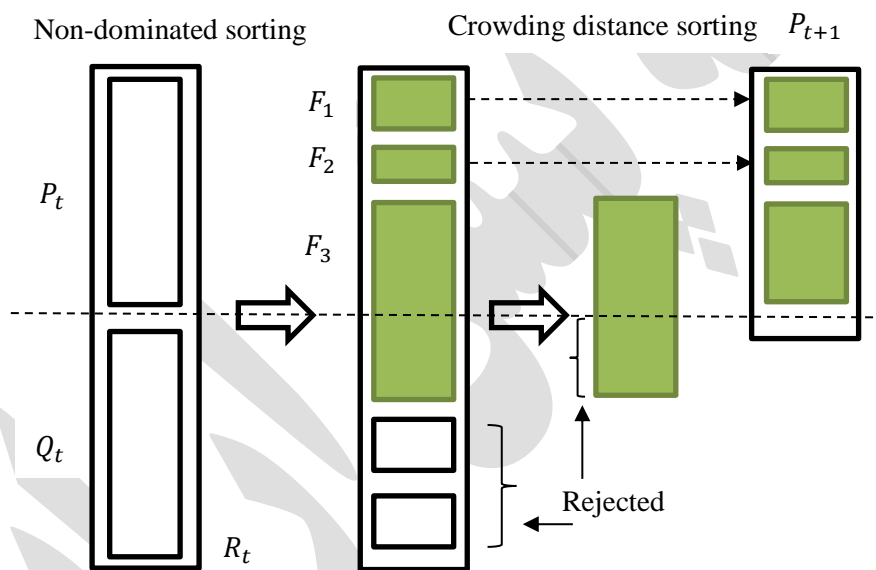 Non-dominated sorting
Crowding distance sorting
P_{t+1}
F_1
F_2
P_t
F_3
Q_t
Rejected
R_t